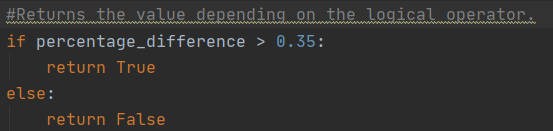 #Returns the value depending on the logical operator.
if percentage_difference > 0.35:
    return True
else:
    return False